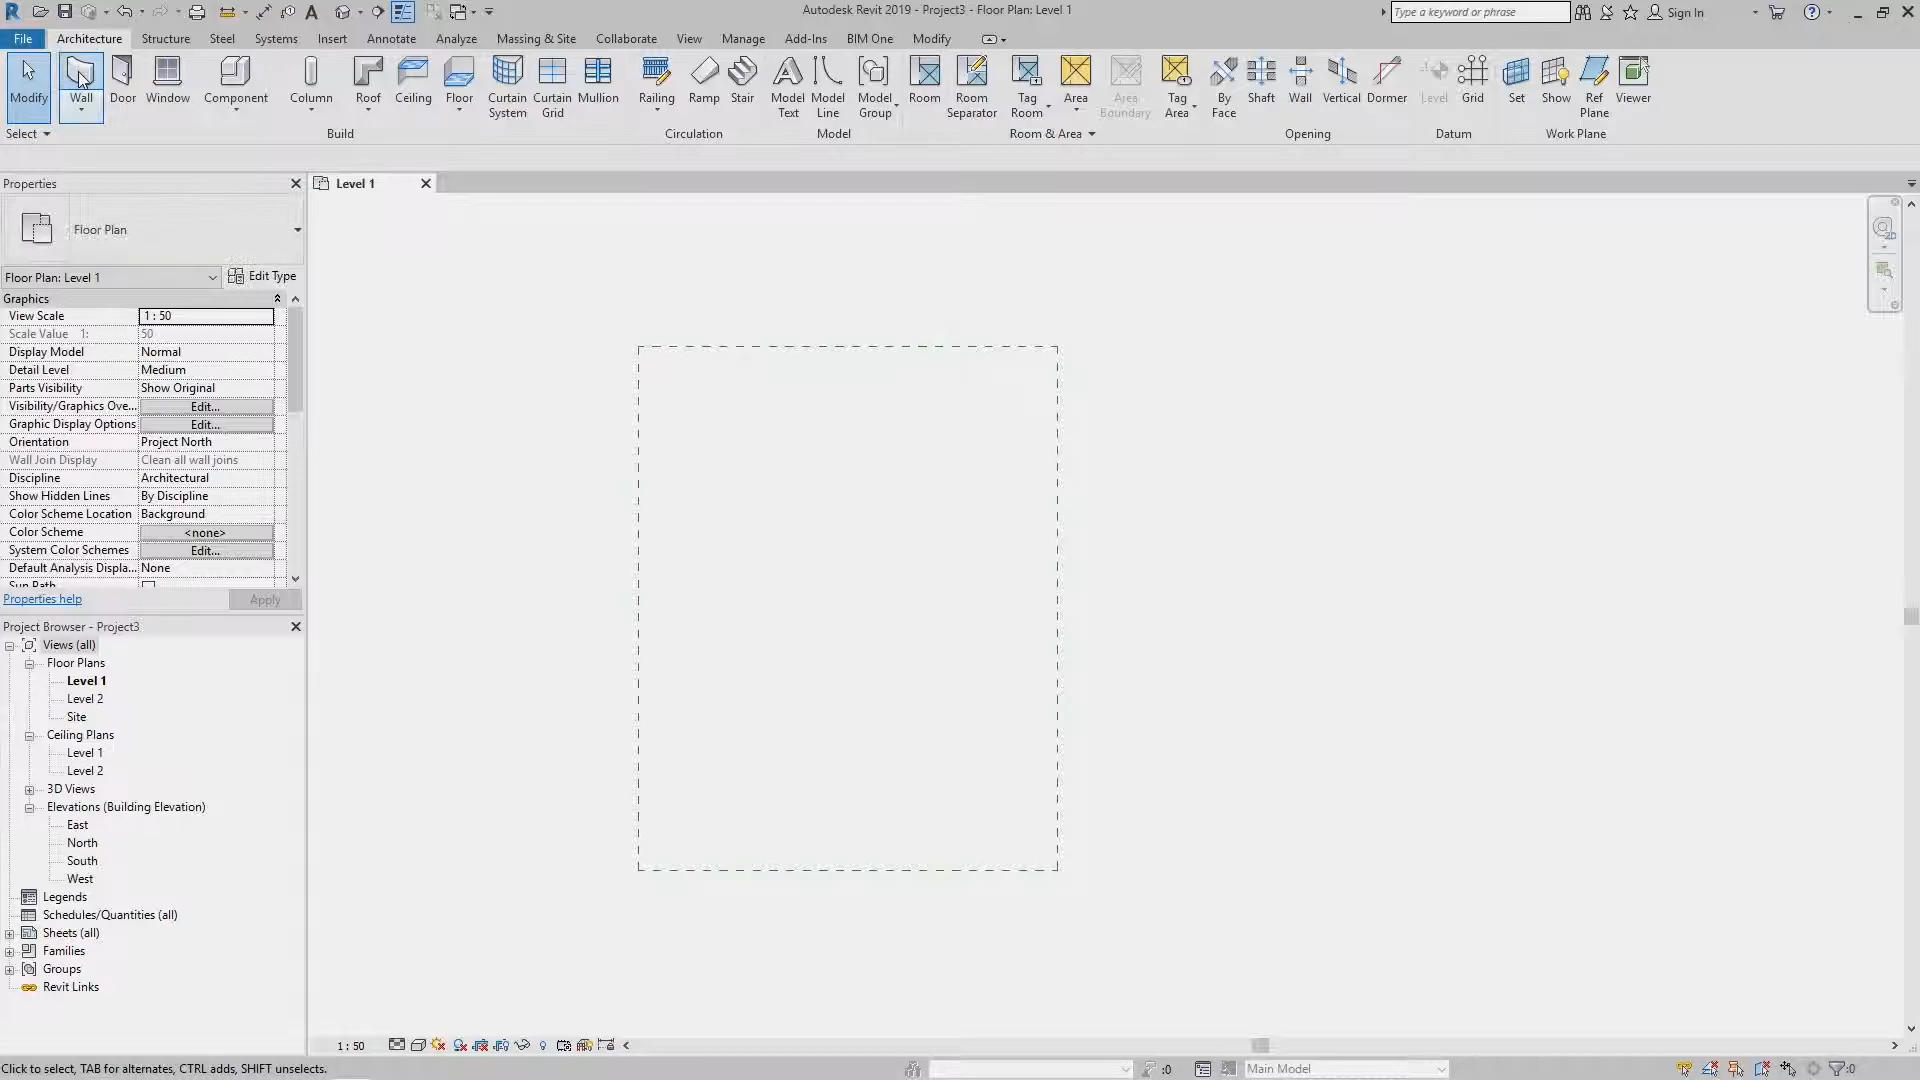 Autodesk Revit 2019 - Project3 - Floor Plan: Level 1
Type a keyword or phrase
Sign In
File Architecture Structure Steel Systems Insert Annotate Analyze Massing & Site Collaborate View Manage Add-Ins BIM One Modify
Modify
Wall
Door
Window
Component
Column
Roof
Ceiling
Floor
Curtain System
Curtain Grid
Mullion
Railing
Ramp
Stair
Model Text
Model Line
Model Group
Room
Room Separator
Tag Room
Area
Area Boundary
Tag Area
By Face
Shaft
Wall
Vertical
Dormer
Level
Grid
Set
Show
Ref Plane
Viewer
Select
Build
Circulation
Model
Room & Area
Opening
Datum
Work Plane
Properties
Level 1
Floor Plan
Floor Plan: Level 1
Edit Type
Graphics
View Scale 1 : 50
Scale Value 1: 50
Display Model Normal
Detail Level Medium
Parts Visibility Show Original
Visibility/Graphics Ove... Edit...
Graphic Display Options Edit...
Orientation Project North
Wall Join Display Clean all wall joins
Discipline Architectural
Show Hidden Lines By Discipline
Color Scheme Location Background
Color Scheme <none>
System Color Schemes Edit...
Default Analysis Displa... None
Sun Path
Properties help
Apply
Project Browser - Project3
Views (all)
Floor Plans
Level 1
Level 2
Site
Ceiling Plans
Level 1
Level 2
3D Views
Elevations (Building Elevation)
East
North
South
West
Legends
Schedules/Quantities (all)
Sheets (all)
Families
Groups
Revit Links
1 : 50
Click to select, TAB for alternates, CTRL adds, SHIFT unselects.
:0
Main Model
:0